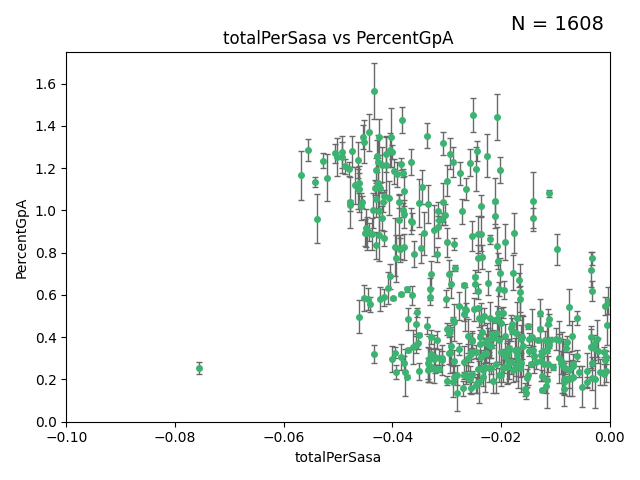 N = 1608
totalPerSasa vs PercentGpA
PercentGpA
1.6
1.4
1.2
1.0
0.8
0.6
0.4
0.2
0.0
−0.10 −0.08 −0.06 −0.04 −0.02 0.00
totalPerSasa